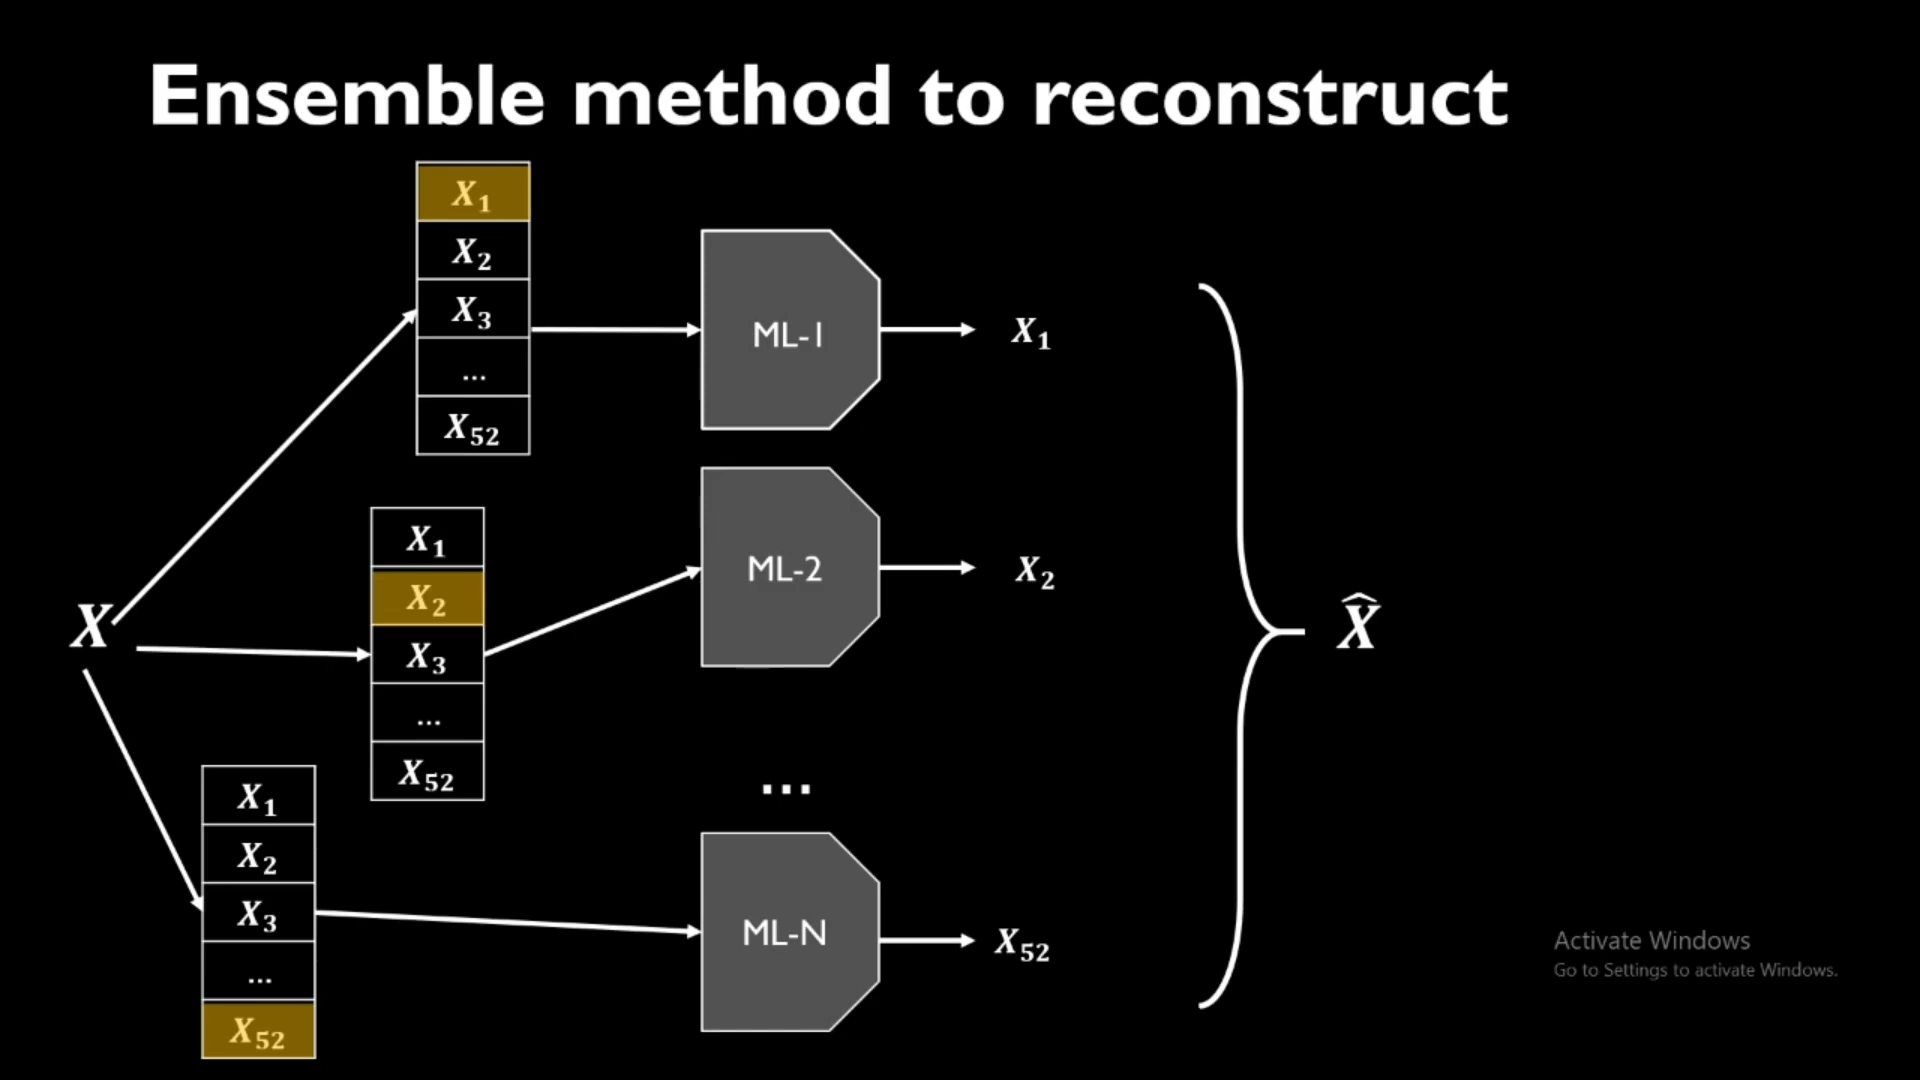 Ensemble method to reconstruct
X₁
X₂
X₃
...
X₅₂
ML-1
X₁
X₁
X₂
X₃
...
X₅₂
ML-2
X₂
X
X̂
...
X₁
X₂
X₃
...
X₅₂
ML-N
X₅₂
Activate Windows
Go to Settings to activate Windows.